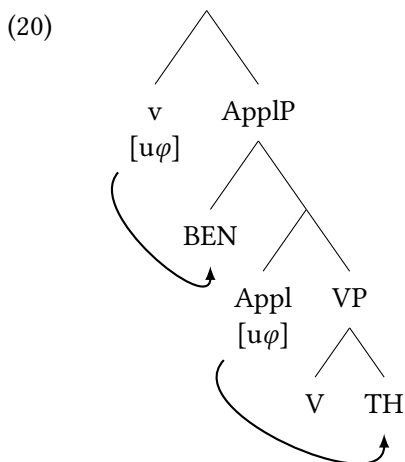 (20)
v ApplP
[uφ]
BEN
Appl VP
[uφ]
V TH